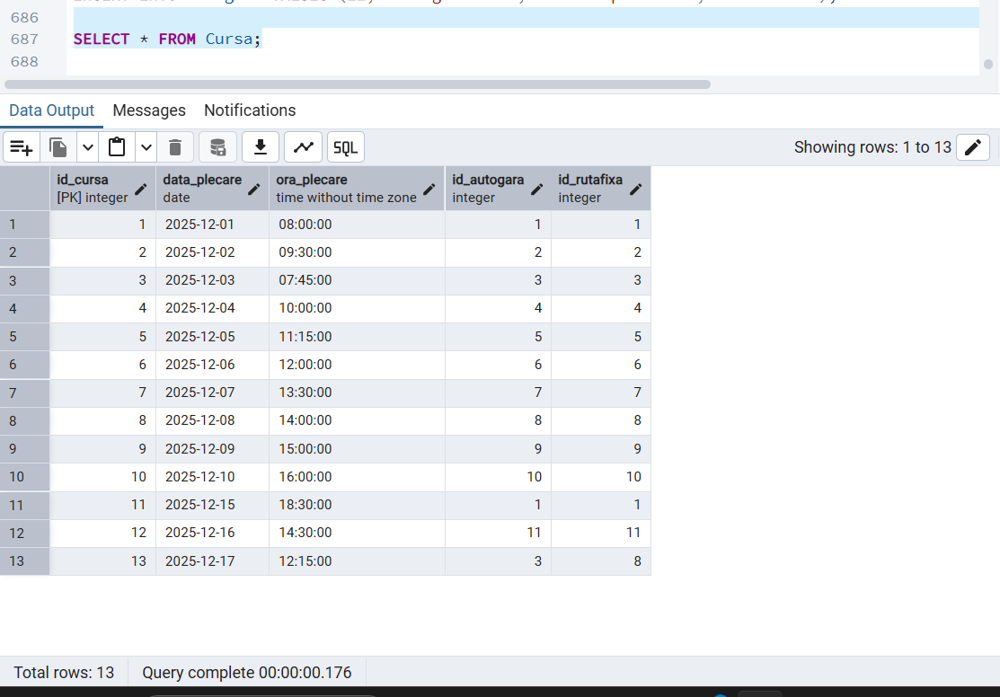 686
687 SELECT * FROM Cursa;
688
Data Output Messages Notifications
SQL Showing rows: 1 to 13
id_cursa data_plecare ora_plecare id_autogara id_rutafixa
[PK] integer date time without time zone integer integer
1 1 2025-12-01 08:00:00 1 1
2 2 2025-12-02 09:30:00 2 2
3 3 2025-12-03 07:45:00 3 3
4 4 2025-12-04 10:00:00 4 4
5 5 2025-12-05 11:15:00 5 5
6 6 2025-12-06 12:00:00 6 6
7 7 2025-12-07 13:30:00 7 7
8 8 2025-12-08 14:00:00 8 8
9 9 2025-12-09 15:00:00 9 9
10 10 2025-12-10 16:00:00 10 10
11 11 2025-12-15 18:30:00 1 1
12 12 2025-12-16 14:30:00 11 11
13 13 2025-12-17 12:15:00 3 8
Total rows: 13 Query complete 00:00:00.176